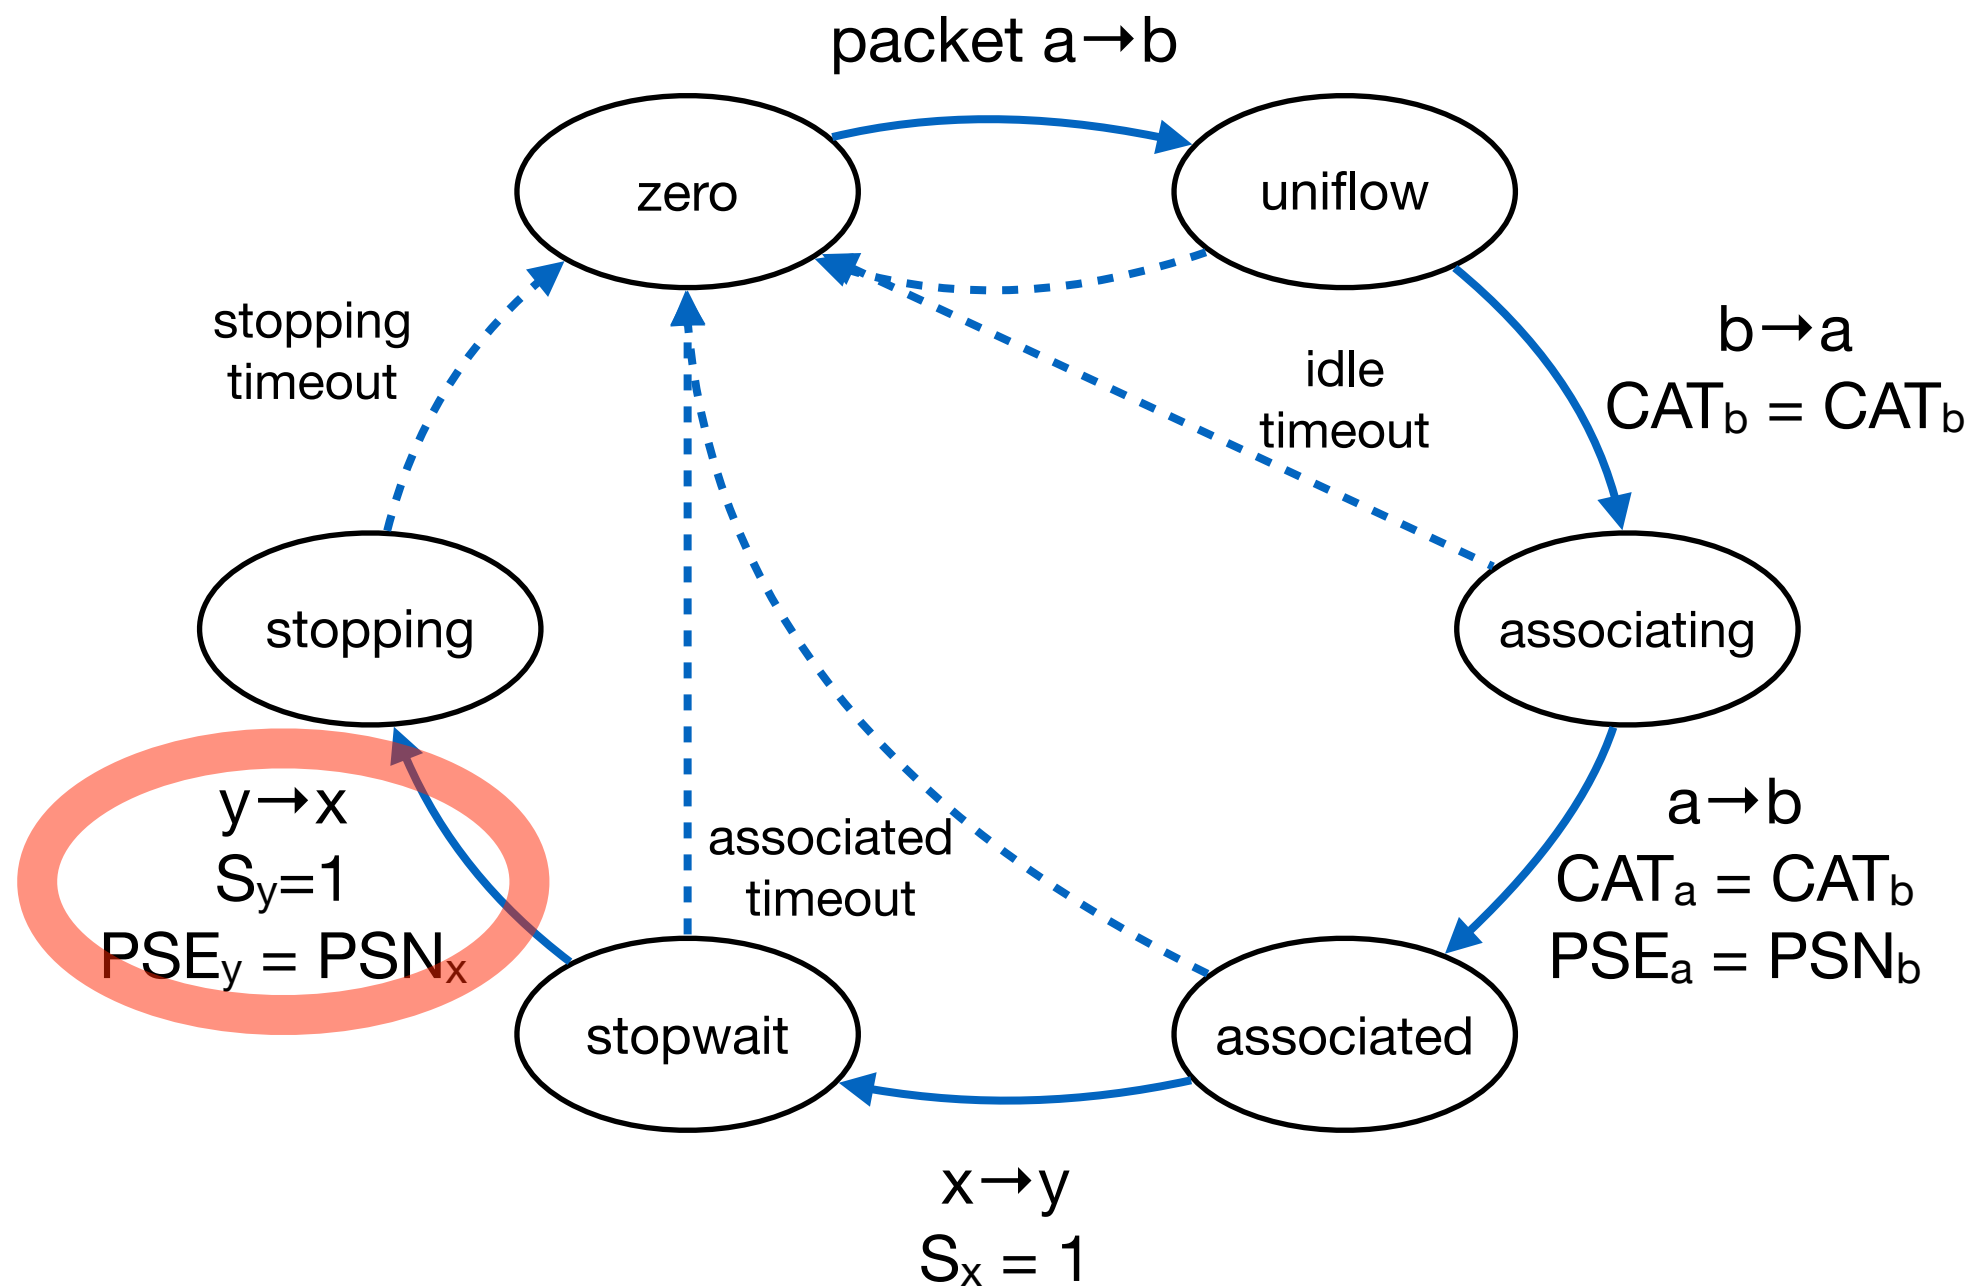 packet a→b
zero
uniflow
stopping
timeout
b→a
CATb = CATb
idle
timeout
stopping
associating
y→x
Sy=1
PSEy = PSNx
associated
timeout
a→b
CATa = CATb
PSEa = PSNb
stopwait
associated
x→y
Sx = 1